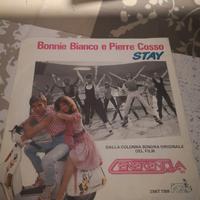 Bonnie Bianco e Pierre Cosso
STAY
DALLA COLONNA SONORA ORIGINALE
DEL FILM
CENERENTOLA